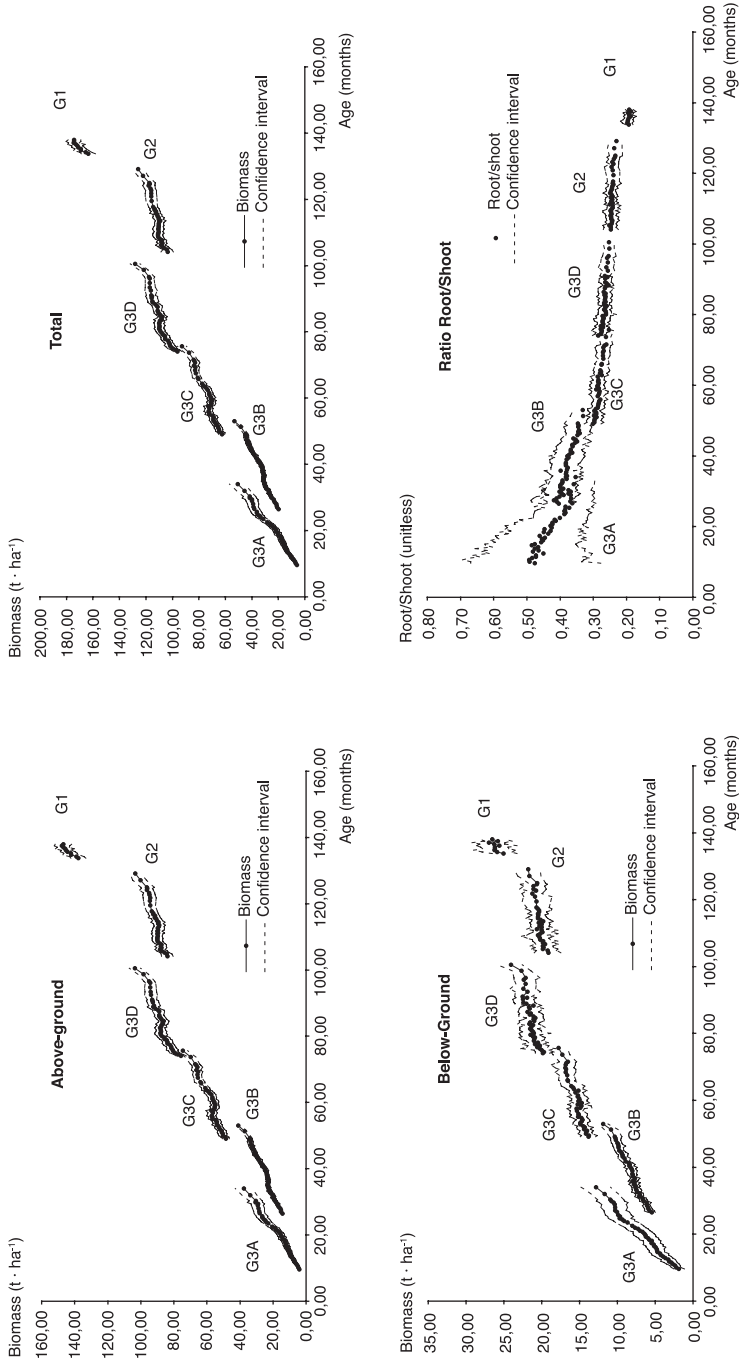 Above-ground
Biomass (t · ha-1)
160,00
140,00
120,00
100,00
80,00
60,00
40,00
20,00
0,00
G3A
G3B
G3C
G3D
G2
G1
Biomass
Confidence interval
0,00 20,00 40,00 60,00 80,00 100,00 120,00 140,00 160,00
Age (months)
Total
Biomass (t · ha-1)
200,00
180,00
160,00
140,00
120,00
100,00
80,00
60,00
40,00
20,00
0,00
G3A
G3B
G3C
G3D
G2
G1
Biomass
Confidence interval
0,00 20,00 40,00 60,00 80,00 100,00 120,00 140,00 160,00
Age (months)
Below-Ground
Biomass (t · ha-1)
35,00
30,00
25,00
20,00
15,00
10,00
5,00
0,00
G3A
G3B
G3C
G3D
G2
G1
Biomass
Confidence interval
0,00 20,00 40,00 60,00 80,00 100,00 120,00 140,00 160,00
Age (months)
Ratio Root/Shoot
Root/Shoot (unitless)
0,80
0,70
0,60
0,50
0,40
0,30
0,20
0,10
0,00
G3A
G3B
G3C
G3D
G2
G1
Root/shoot
Confidence interval
0,00 20,00 40,00 60,00 80,00 100,00 120,00 140,00 160,00
Age (months)